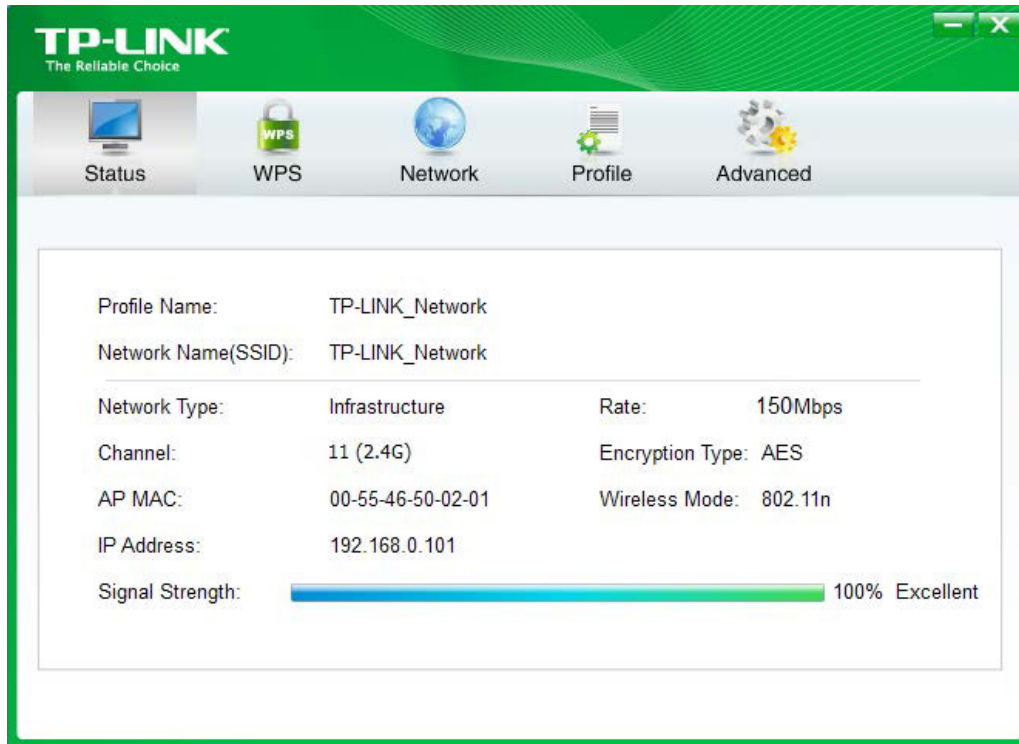 TP-LINK
The Reliable Choice
WPS
Status WPS Network Profile Advanced
Profile Name: TP-LINK_Network
Network Name(SSID): TP-LINK_Network
Network Type: Infrastructure Rate: 150Mbps
Channel: 11 (2.4G) Encryption Type: AES
AP MAC: 00-55-46-50-02-01 Wireless Mode: 802.11n
IP Address: 192.168.0.101
Signal Strength: 100% Excellent